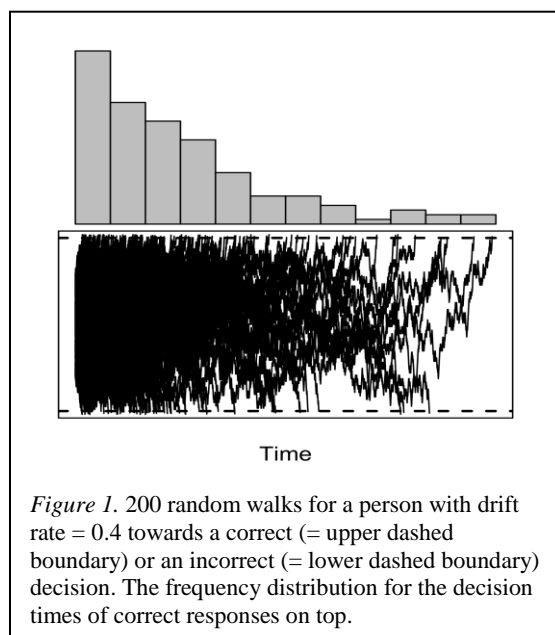 Time
Figure 1. 200 random walks for a person with drift
rate = 0.4 towards a correct (= upper dashed
boundary) or an incorrect (= lower dashed boundary)
decision. The frequency distribution for the decision
times of correct responses on top.